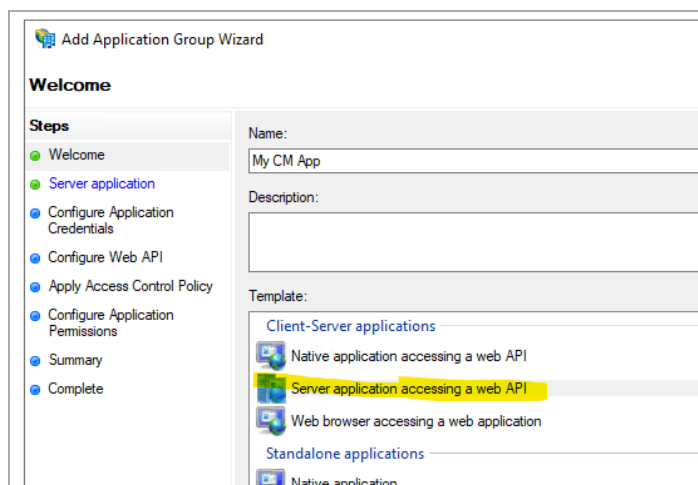 Add Application Group Wizard
Welcome
Steps
Welcome
Server application
Configure Application
Credentials
Configure Web API
Apply Access Control Policy
Configure Application
Permissions
Summary
Complete
Name:
My CM App
Description:
Template:
Client-Server applications
Native application accessing a web API
Server application accessing a web API
Web browser accessing a web application
Standalone applications
Native application